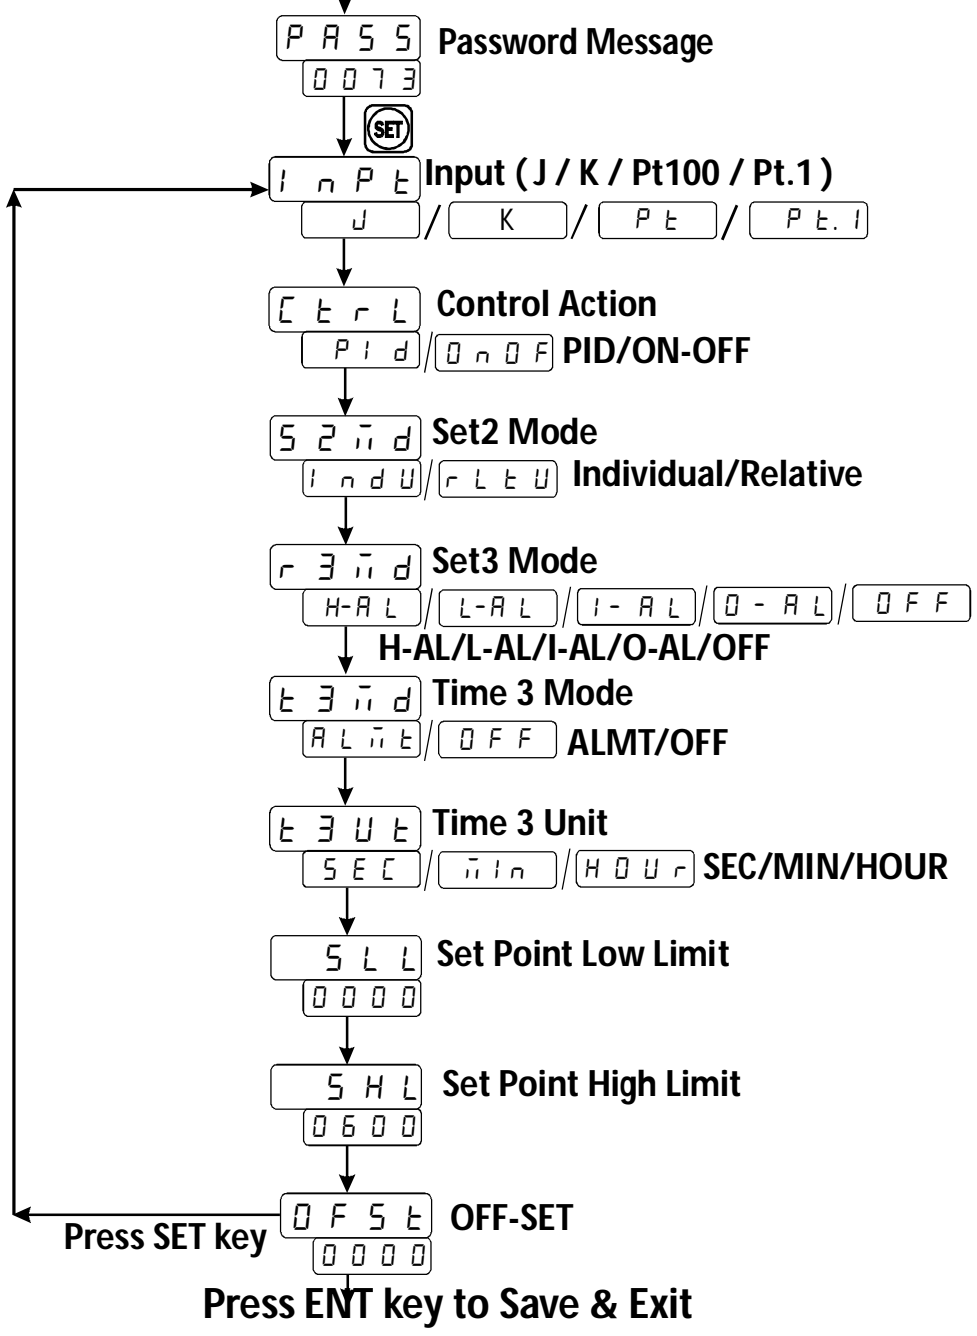 PASS Password Message
0073
SET
InPt Input ( J / K / Pt100 / Pt.1 )
J / K / Pt / Pt.1
CtrL Control Action
PId / OnOF PID/ON-OFF
S2md Set2 Mode
IndU / rLtU Individual/Relative
r3md Set3 Mode
H-AL / L-AL / I-AL / O-AL / OFF
H-AL/L-AL/I-AL/O-AL/OFF
t3md Time 3 Mode
ALmt / OFF ALMT/OFF
t3Ut Time 3 Unit
SEC / mIn / HOUr SEC/MIN/HOUR
SLL Set Point Low Limit
0000
SHL Set Point High Limit
0600
OFSt OFF-SET
Press SET key
0000
Press ENT key to Save & Exit